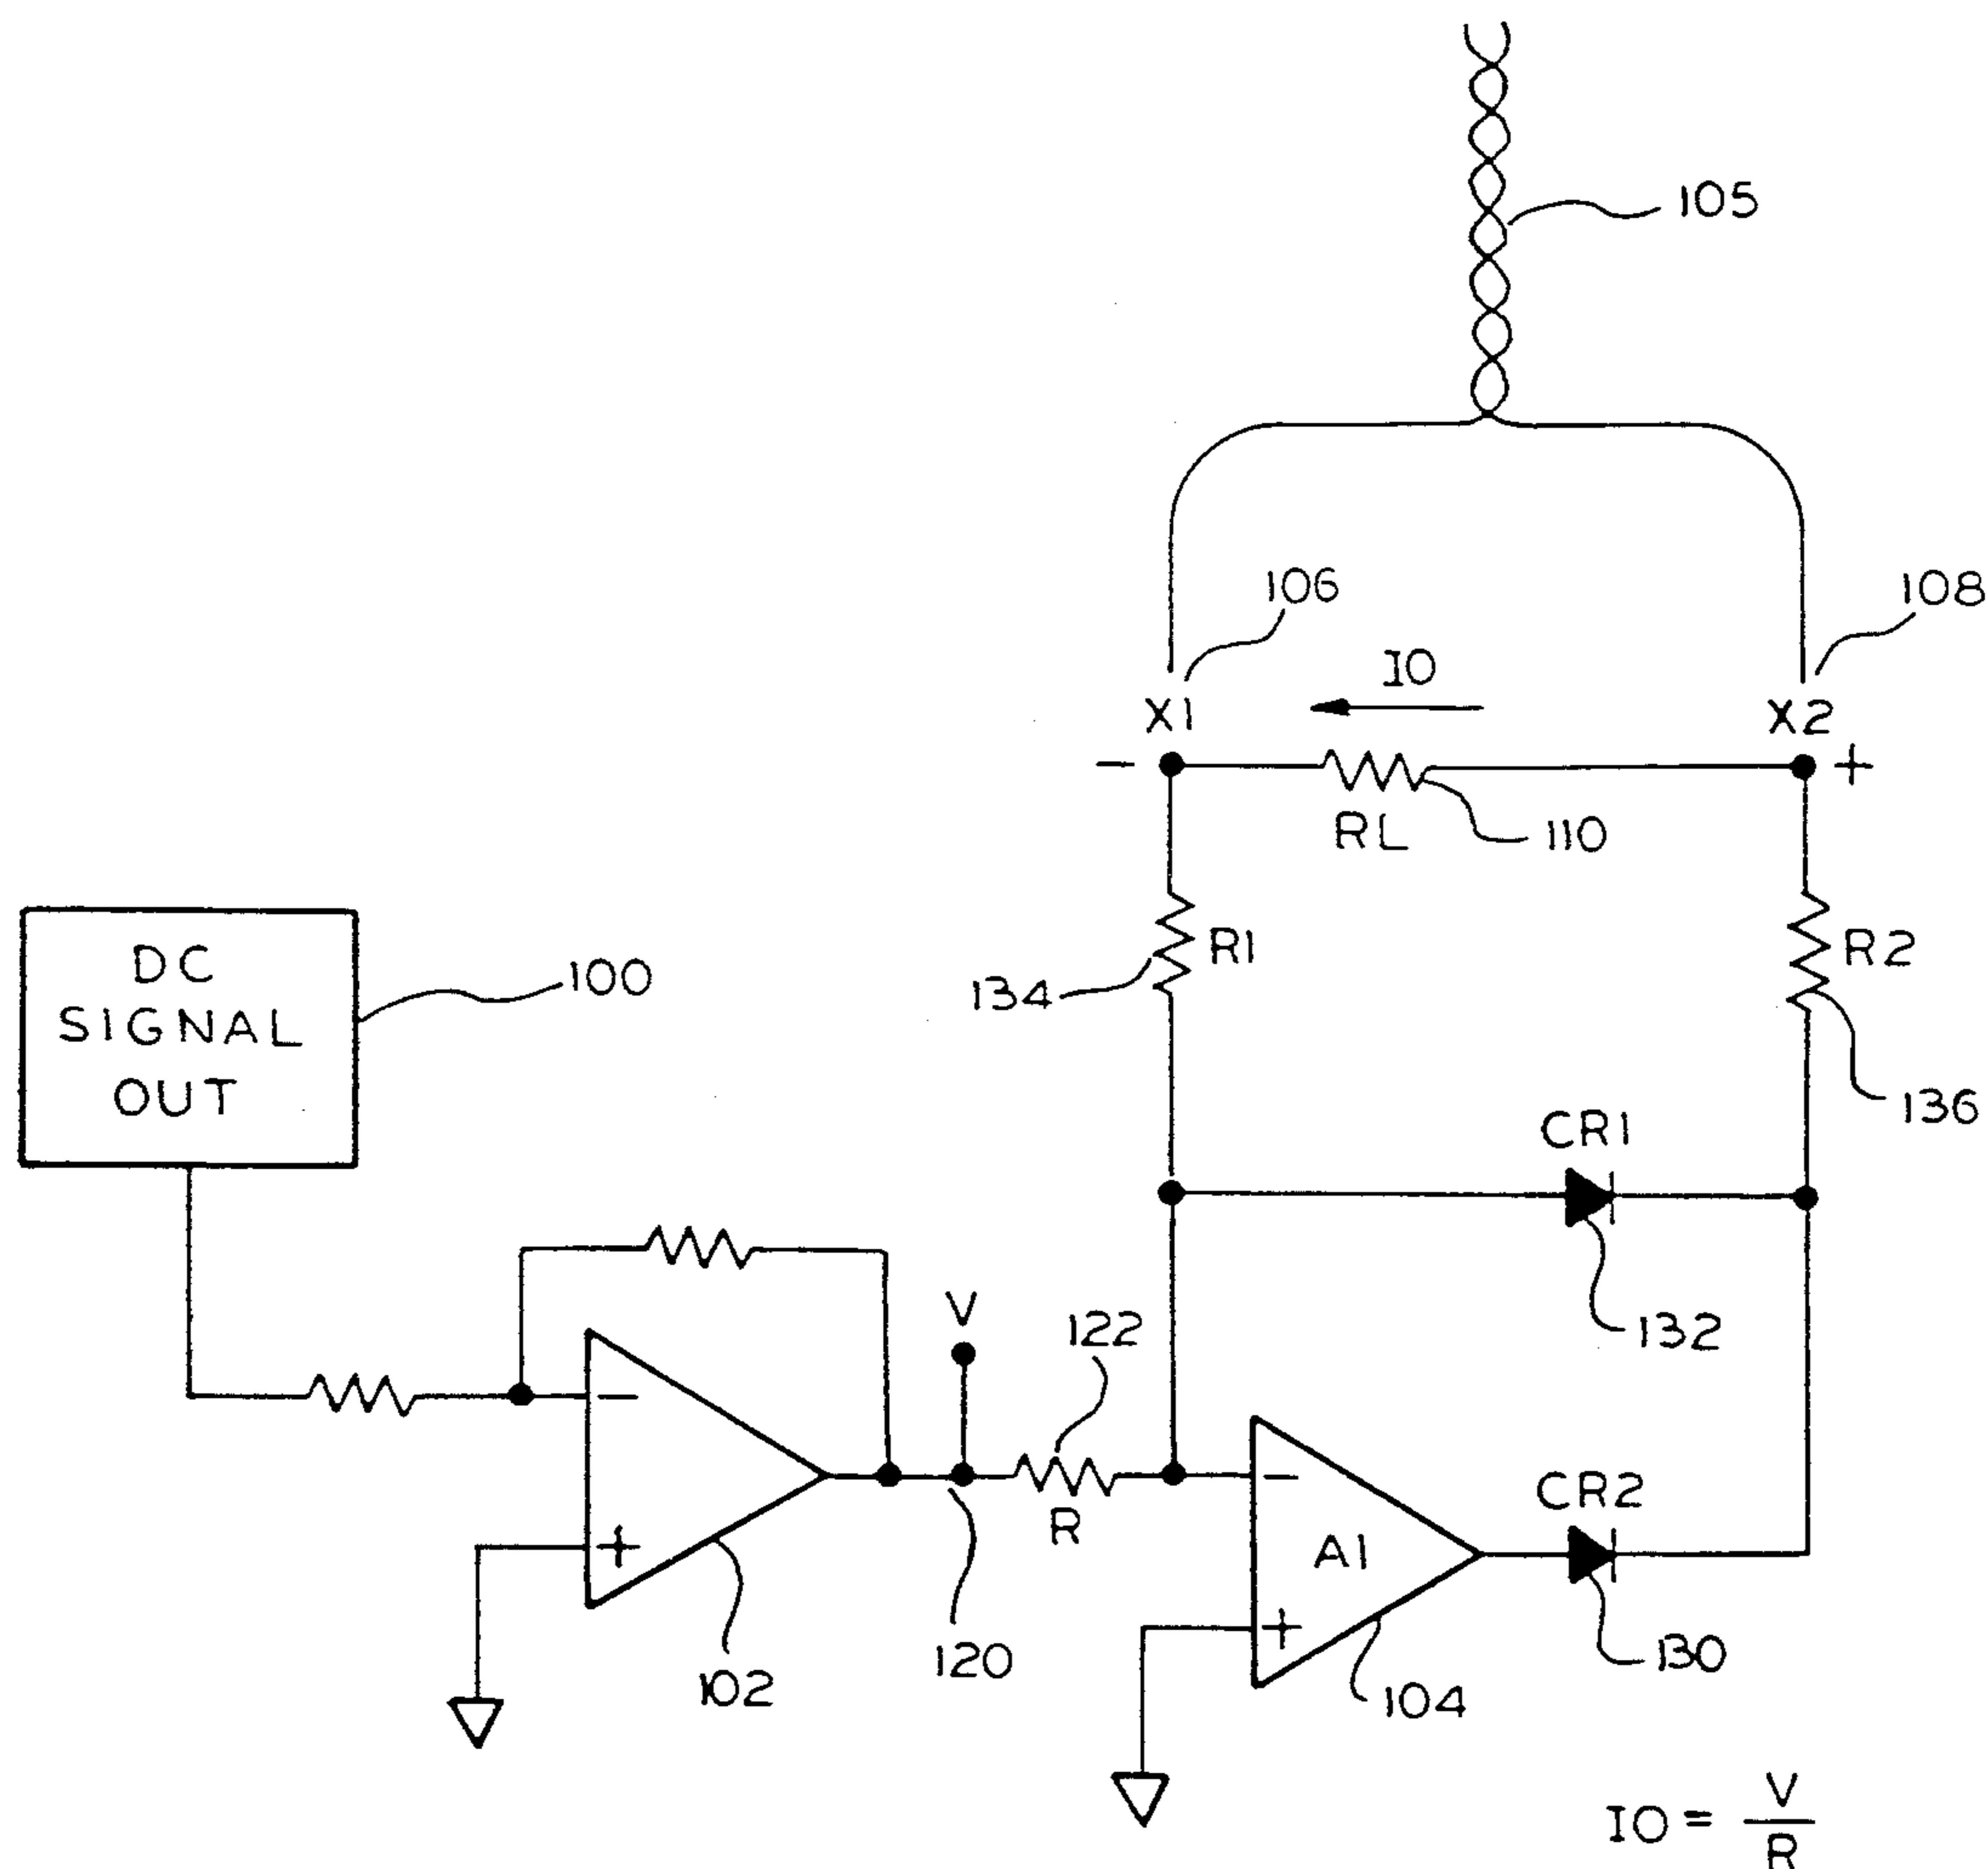 105
106
108
IO
X1
X2
-
+
RL
110
DC
SIGNAL
OUT
100
R1
134
R2
136
CR1
132
V
122
R
-
+
102
120
-
+
A1
104
CR2
130
IO = V
R